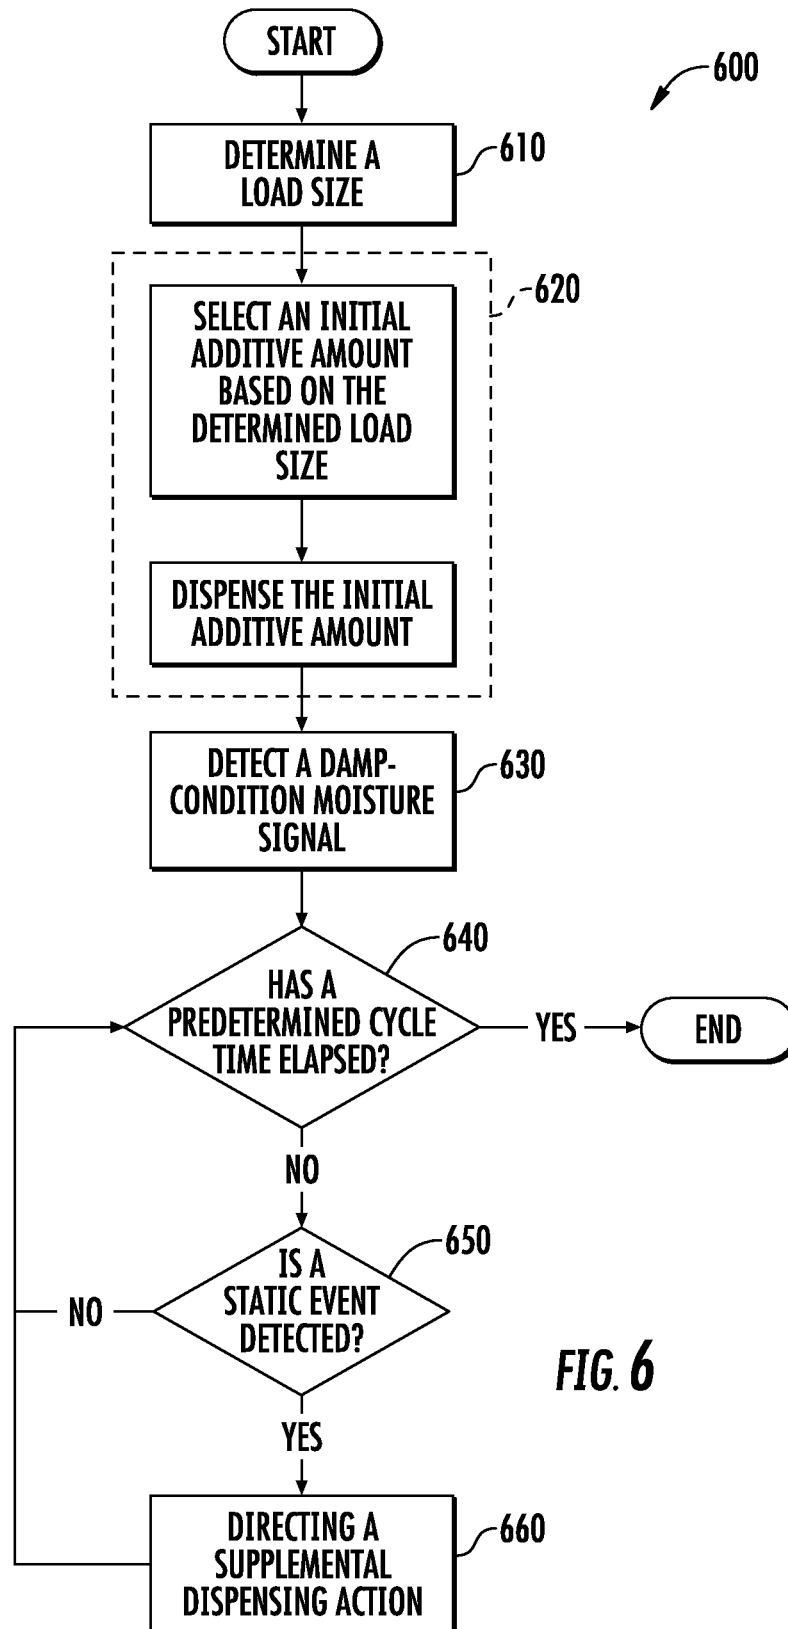 START
600
DETERMINE A
LOAD SIZE
610
620
SELECT AN INITIAL
ADDITIVE AMOUNT
BASED ON THE
DETERMINED LOAD
SIZE
DISPENSE THE INITIAL
ADDITIVE AMOUNT
DETECT A DAMP-
CONDITION MOISTURE
SIGNAL
630
640
HAS A
PREDETERMINED CYCLE
TIME ELAPSED?
YES
END
NO
650
IS A
STATIC EVENT
DETECTED?
NO
FIG. 6
YES
DIRECTING A
SUPPLEMENTAL
DISPENSING ACTION
660